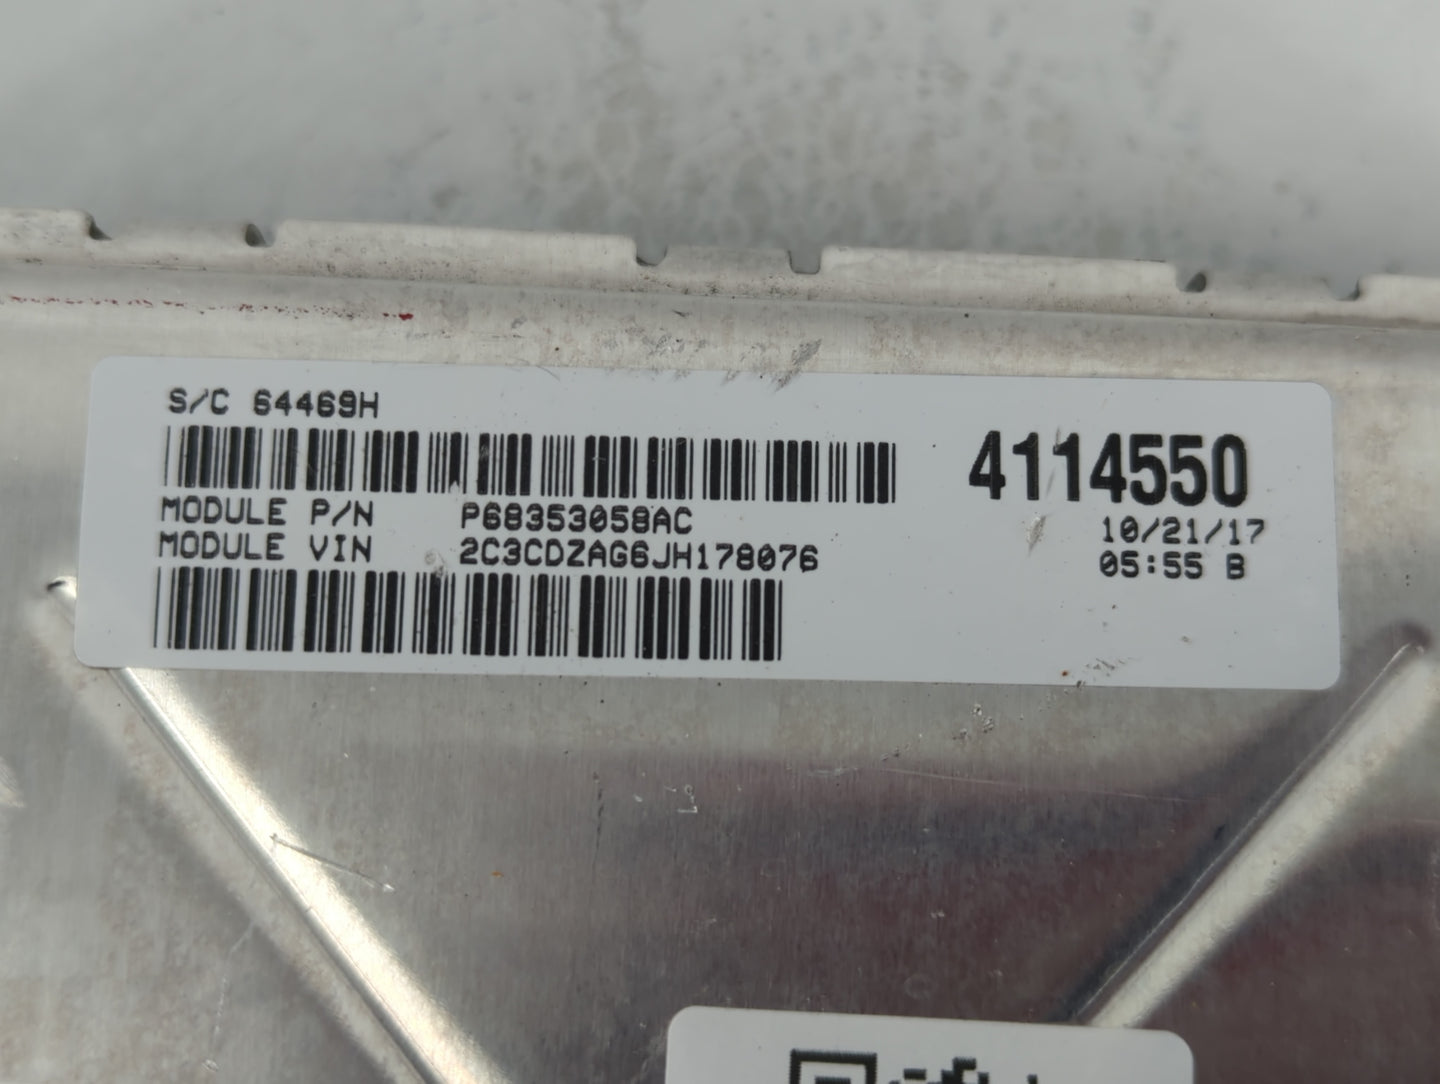 S/C 64469H
4114550
MODULE P/N P68353058AC
10/21/17
MODULE VIN 2C3CDZAG6JH178076
05:55 B